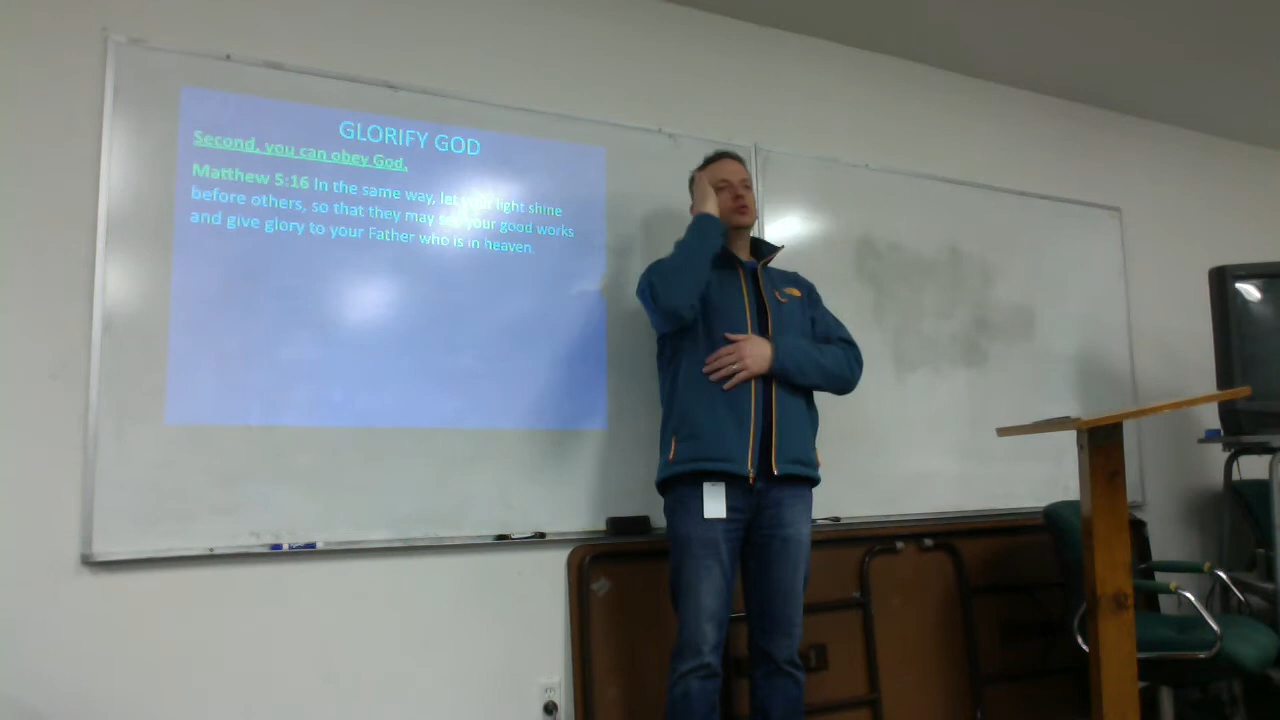 GLORIFY GOD
Second, you can obey God.
Matthew 5:16 In the same way, let your light shine
before others, so that they may see your good works
and give glory to your Father who is in heaven.